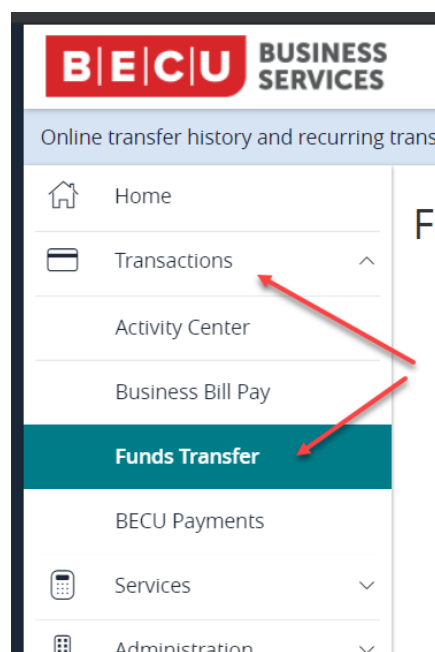 BECU BUSINESS
SERVICES
Online transfer history and recurring trans
Home
F
Transactions
Activity Center
Business Bill Pay
Funds Transfer
BECU Payments
Services
Administration